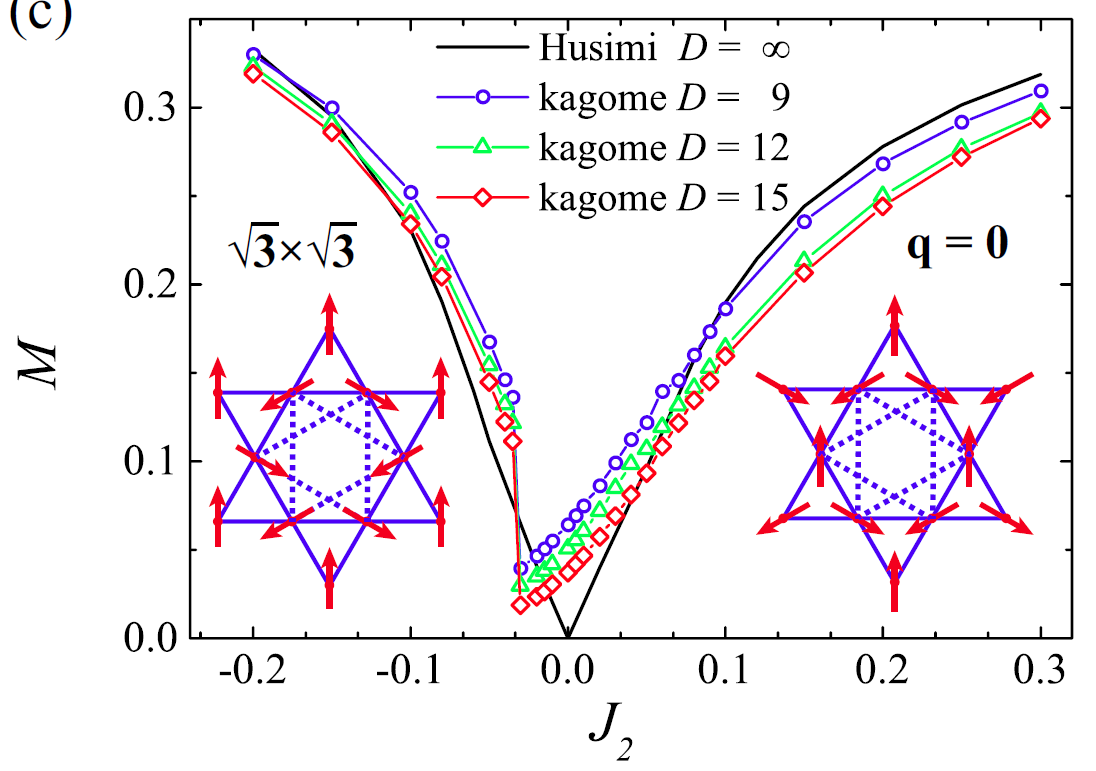 (c)
Husimi D = ∞
kagome D = 9
kagome D = 12
kagome D = 15
√3×√3
q = 0
M
0.3
0.2
0.1
0.0
-0.2 -0.1 0.0 0.1 0.2 0.3
J₂